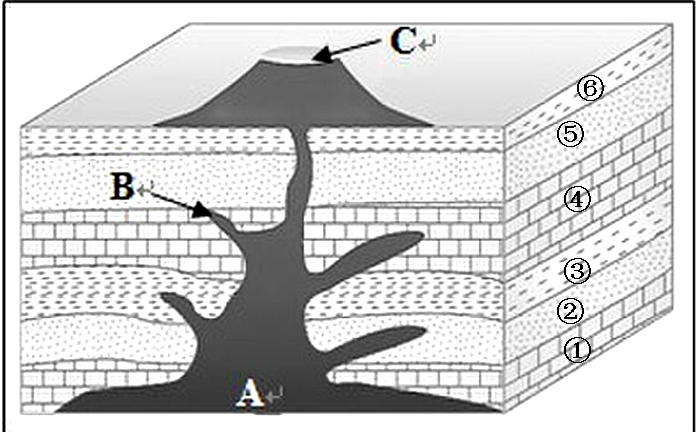 C↵
⑥
⑤
B↵
④
③
②
①
A↵